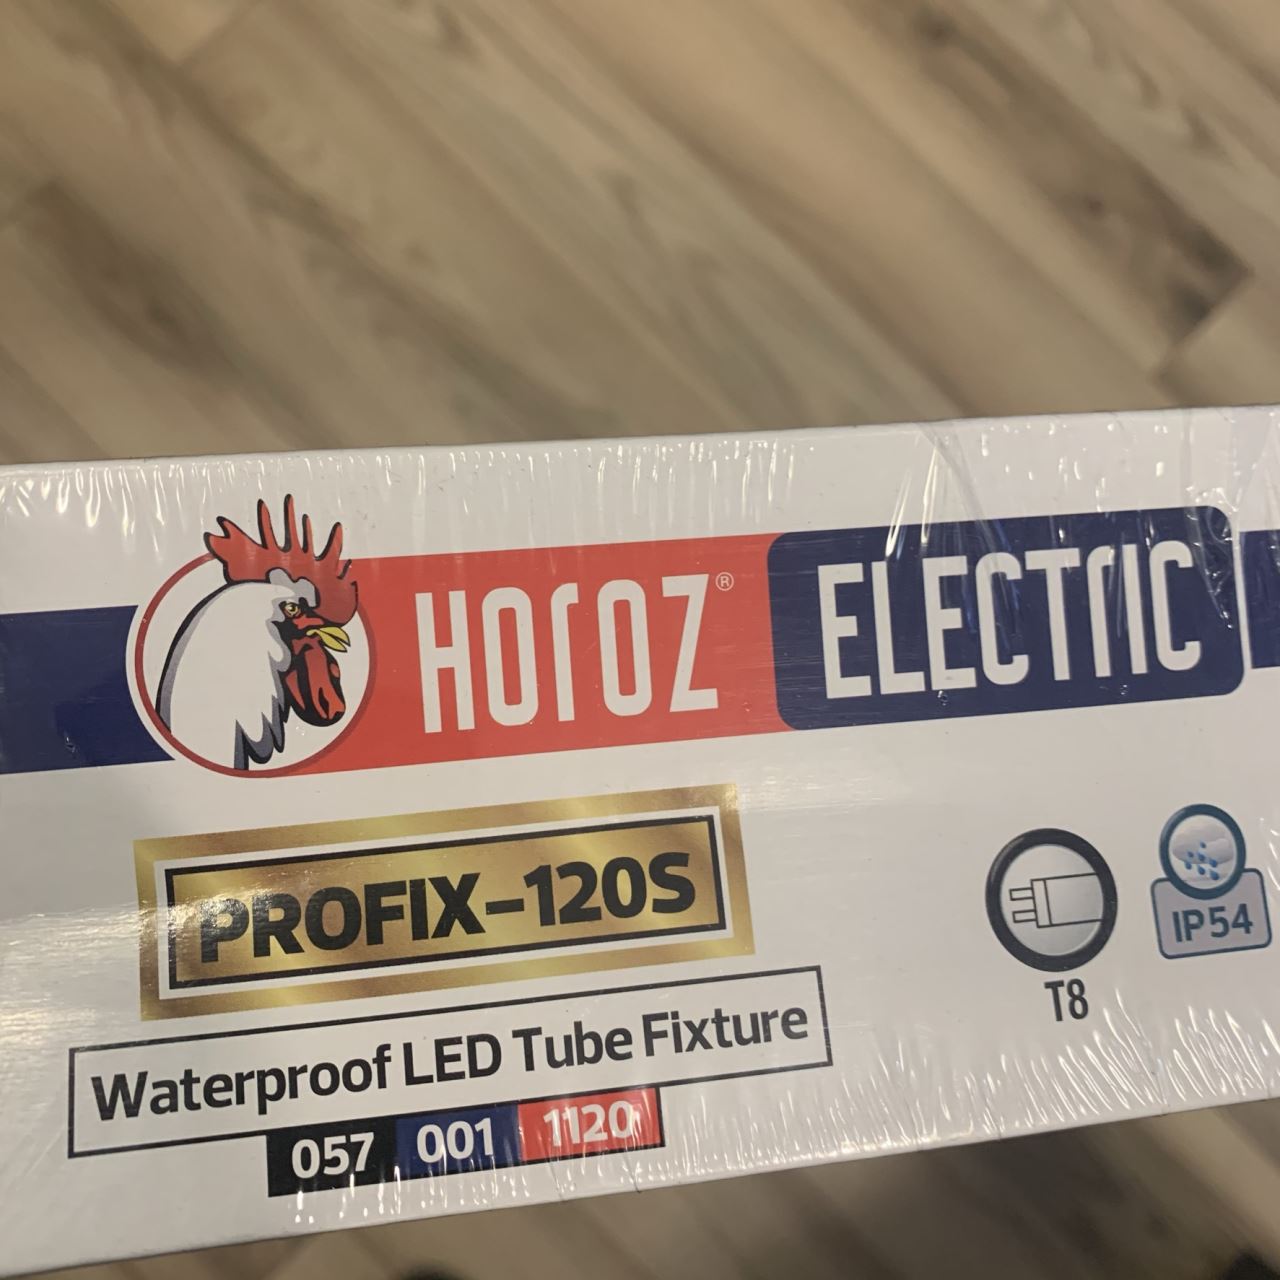 HOROZ® ELECTRIC
PROFIX-120S
Waterproof LED Tube Fixture
057 001 1120
T8
IP54